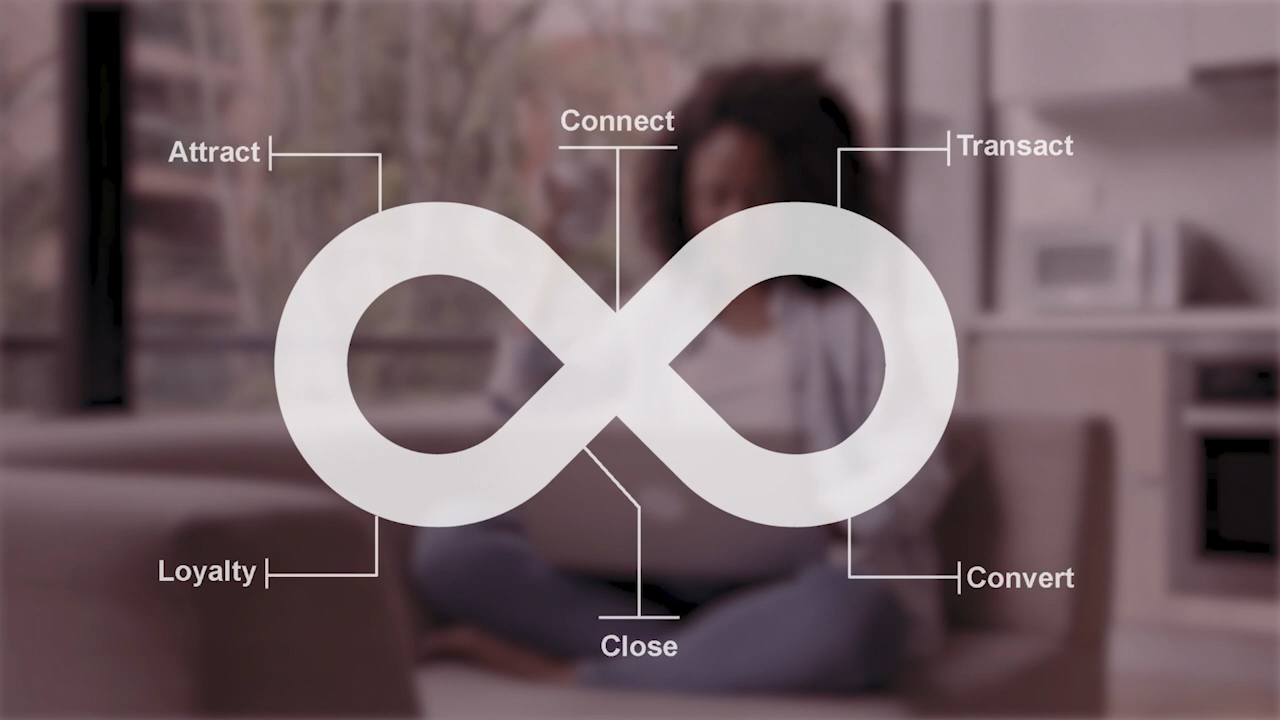 Connect
Attract
Transact
Loyalty
Convert
Close